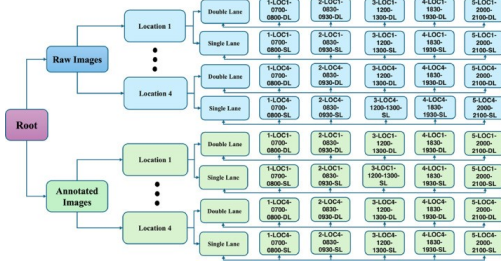 Root
Raw Images
Location 1
Double Lane
1-LOC1-
0700-
0800-DL
2-LOC1-
0830-
0930-DL
3-LOC1-
1200-
1300-DL
4-LOC1-
1830-
1930-DL
5-LOC1-
2000-
2100-DL
Single Lane
1-LOC1-
0700-
0800-SL
2-LOC1-
0830-
0930-SL
3-LOC1-
1200-
1300-SL
4-LOC1-
1830-
1930-SL
5-LOC1-
2000-
2100-SL
Location 4
Double Lane
1-LOC4-
0700-
0800-DL
2-LOC4-
0830-
0930-DL
3-LOC4-
1200-
1300-DL
4-LOC4-
1830-
1930-DL
5-LOC4-
2000-
2100-DL
Single Lane
1-LOC4-
0700-
0800-SL
2-LOC4-
0830-
0930-SL
3-LOC4-
1200-1300-
SL
4-LOC4-
1830-
1930-SL
5-LOC4-
2000-
2100-SL
Annotated
Images
Location 1
Double Lane
1-LOC1-
0700-
0800-DL
2-LOC1-
0830-
0930-DL
3-LOC1-
1200-
1300-DL
4-LOC1-
1830-
1930-DL
5-LOC1-
2000-
2100-DL
Single Lane
1-LOC1-
0700-
0800-SL
2-LOC1-
0830-
0930-SL
3-LOC1-
1200-1300-
SL
4-LOC1-
1830-
1930-SL
5-LOC1-
2000-
2100-SL
Location 4
Double Lane
1-LOC4-
0700-
0800-DL
2-LOC4-
0830-
0930-DL
3-LOC4-
1200-
1300-DL
4-LOC4-
1830-
1930-DL
5-LOC4-
2000-
2100-DL
Single Lane
1-LOC4-
0700-
0800-SL
2-LOC4-
0830-
0930-SL
3-LOC4-
1200-
1300-SL
4-LOC4-
1830-
1930-SL
5-LOC4-
2000-
2100-SL